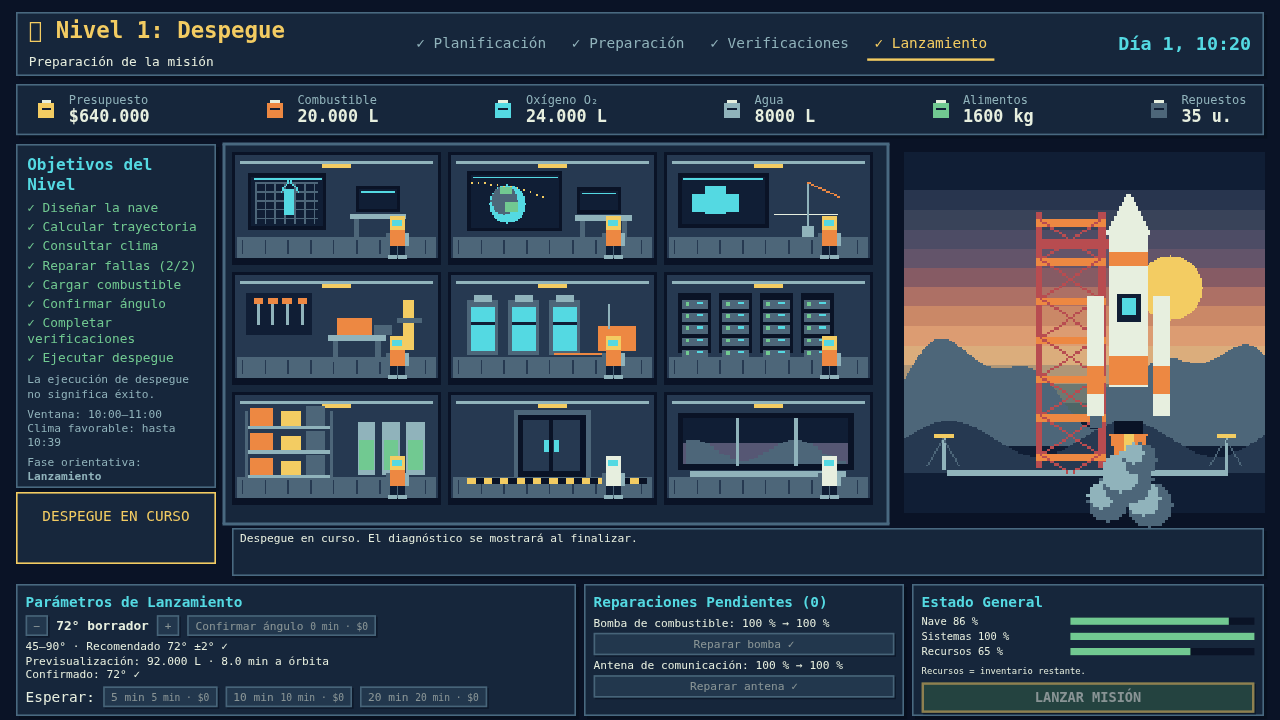 Nivel 1: Despegue
Preparación de la misión
✓ Planificación
✓ Preparación
✓ Verificaciones
✓ Lanzamiento
Día 1, 10:20
Presupuesto
$640.000
Combustible
20.000 L
Oxígeno O₂
24.000 L
Agua
8000 L
Alimentos
1600 kg
Repuestos
35 u.
Objetivos del
Nivel
✓ Diseñar la nave
✓ Calcular trayectoria
✓ Consultar clima
✓ Reparar fallas (2/2)
✓ Cargar combustible
✓ Confirmar ángulo
✓ Completar
verificaciones
✓ Ejecutar despegue
La ejecución de despegue
no significa éxito.
Ventana: 10:00–11:00
Clima favorable: hasta
10:39
Fase orientativa:
Lanzamiento
DESPEGUE EN CURSO
Despegue en curso. El diagnóstico se mostrará al finalizar.
Parámetros de Lanzamiento
− 72° borrador + Confirmar ángulo 0 min · $0
45–90° · Recomendado 72° ±2° ✓
Previsualización: 92.000 L · 8.0 min a órbita
Confirmado: 72° ✓
Esperar: 5 min 5 min · $0 10 min 10 min · $0 20 min 20 min · $0
Reparaciones Pendientes (0)
Bomba de combustible: 100 % → 100 %
Reparar bomba ✓
Antena de comunicación: 100 % → 100 %
Reparar antena ✓
Estado General
Nave 86 %
Sistemas 100 %
Recursos 65 %
Recursos = inventario restante.
LANZAR MISIÓN